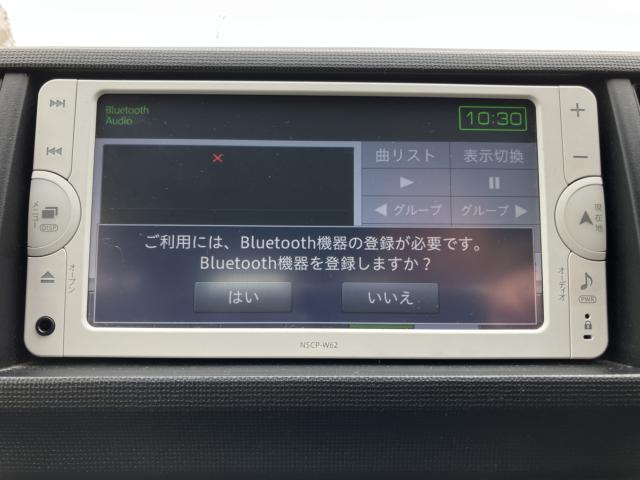 Bluetooth
Audio
10:30
曲リスト
表示切換
グループ
グループ
ご利用には、Bluetooth機器の登録が必要です。
Bluetooth機器を登録しますか？
はい
いいえ
メニュー
DISP
オープン
現在地
オーディオ
PWR
NSCP-W62